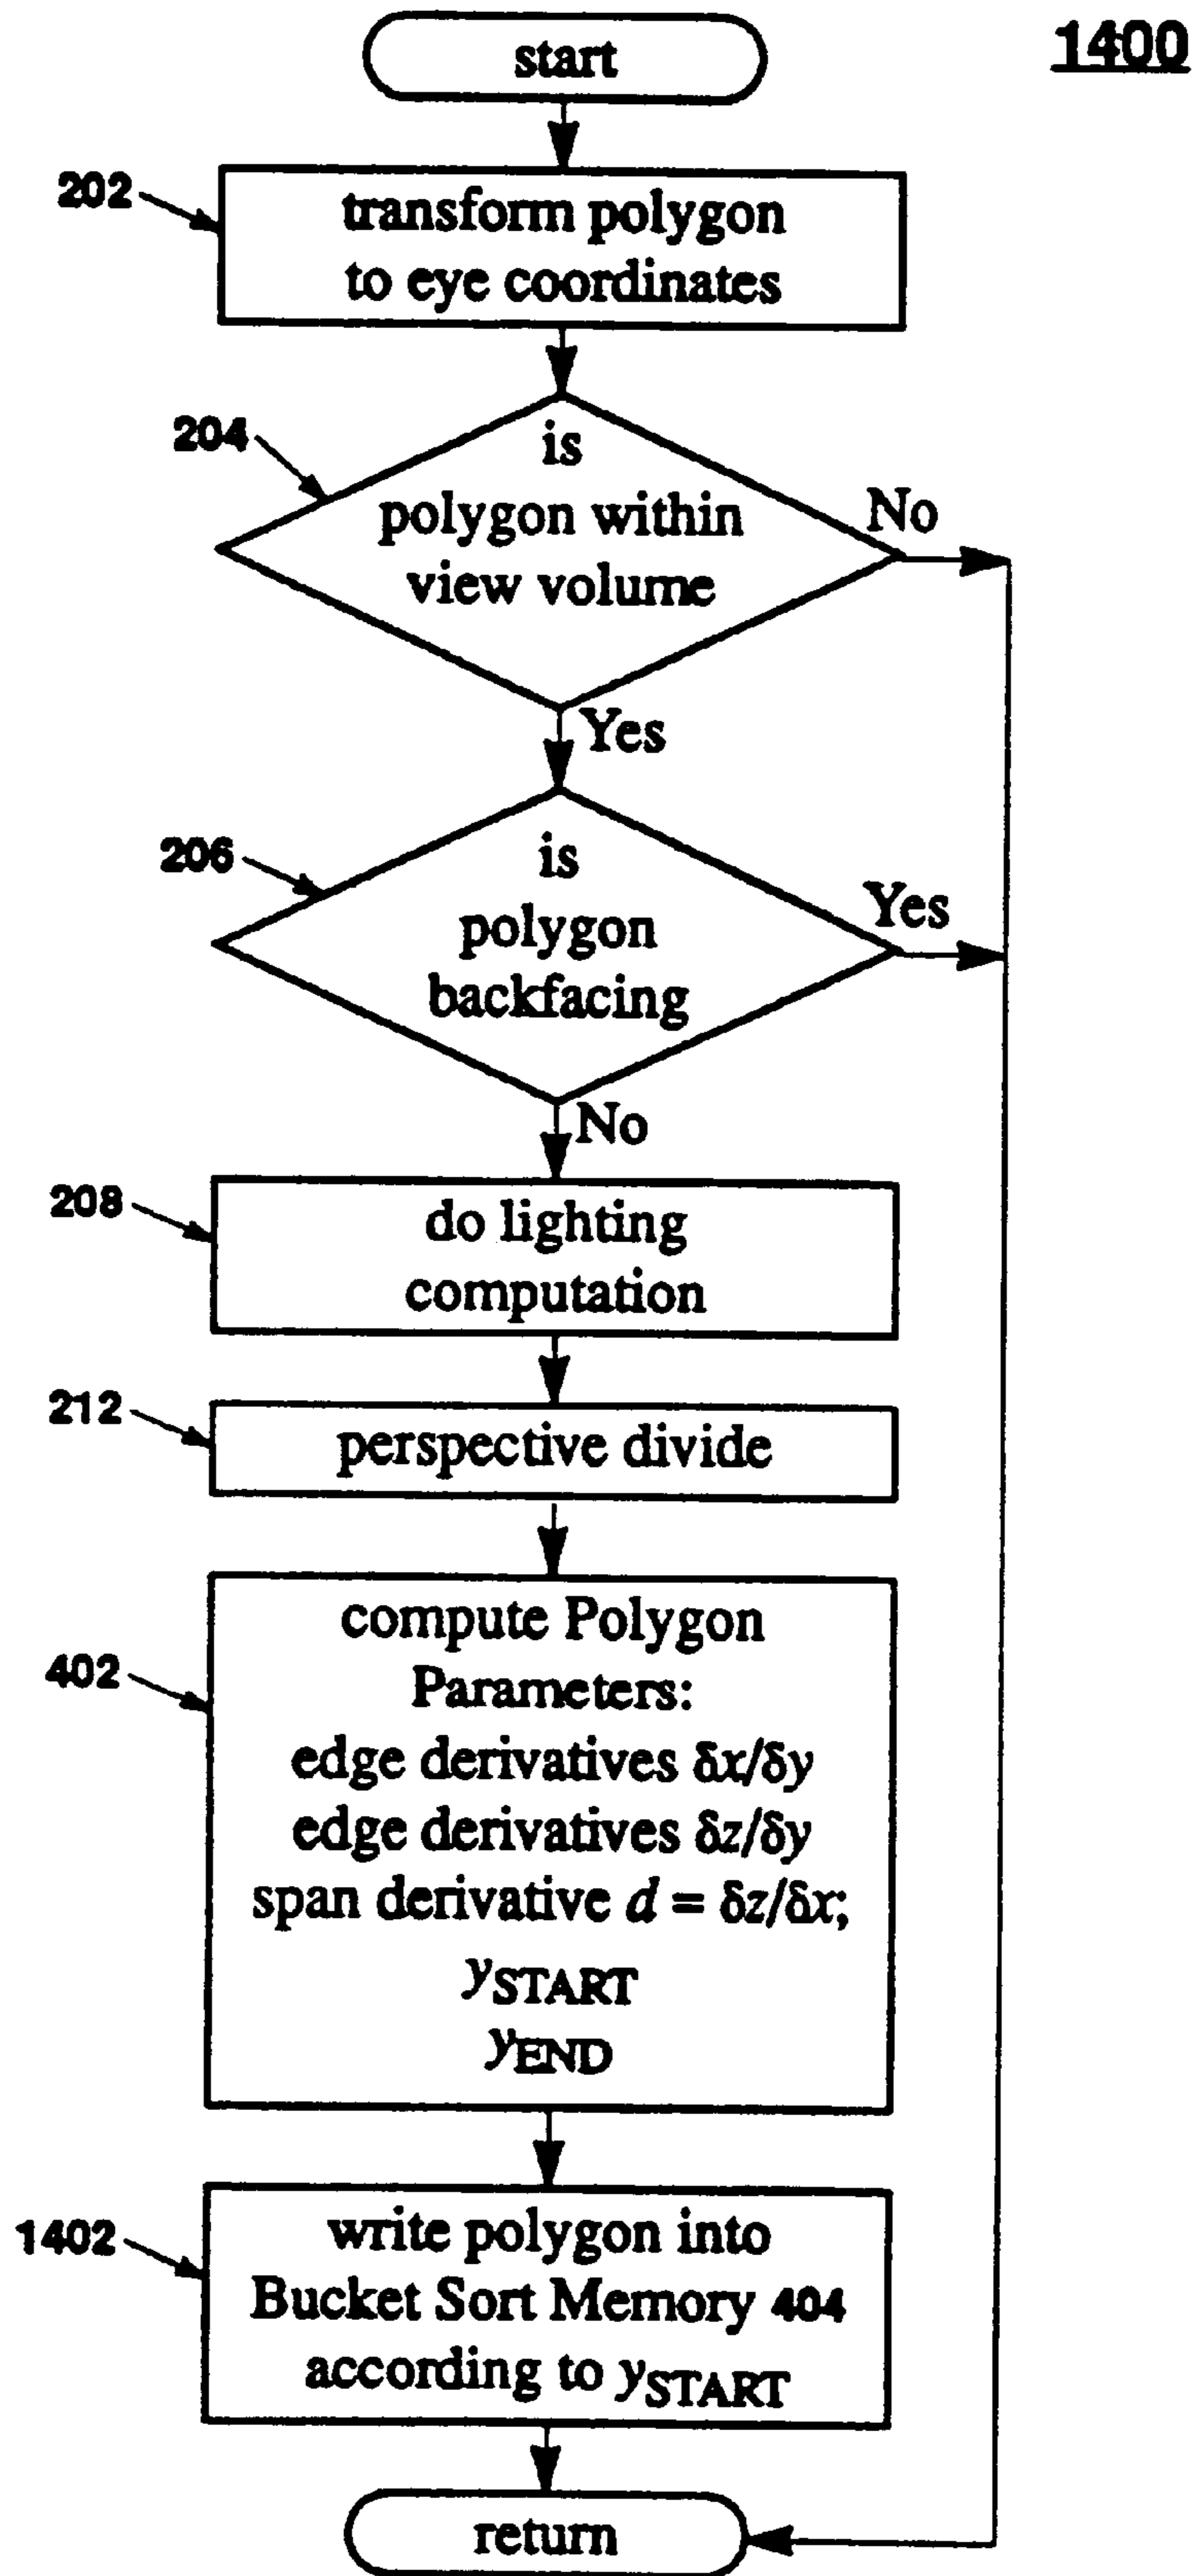 1400
start
202
transform polygon
to eye coordinates
204
is
polygon within
view volume
No
Yes
206
is
polygon
backfacing
Yes
No
208
do lighting
computation
212
perspective divide
402
compute Polygon
Parameters:
edge derivatives δx/δy
edge derivatives δz/δy
span derivative d = δz/δx;
ySTART
yEND
1402
write polygon into
Bucket Sort Memory 404
according to ySTART
return